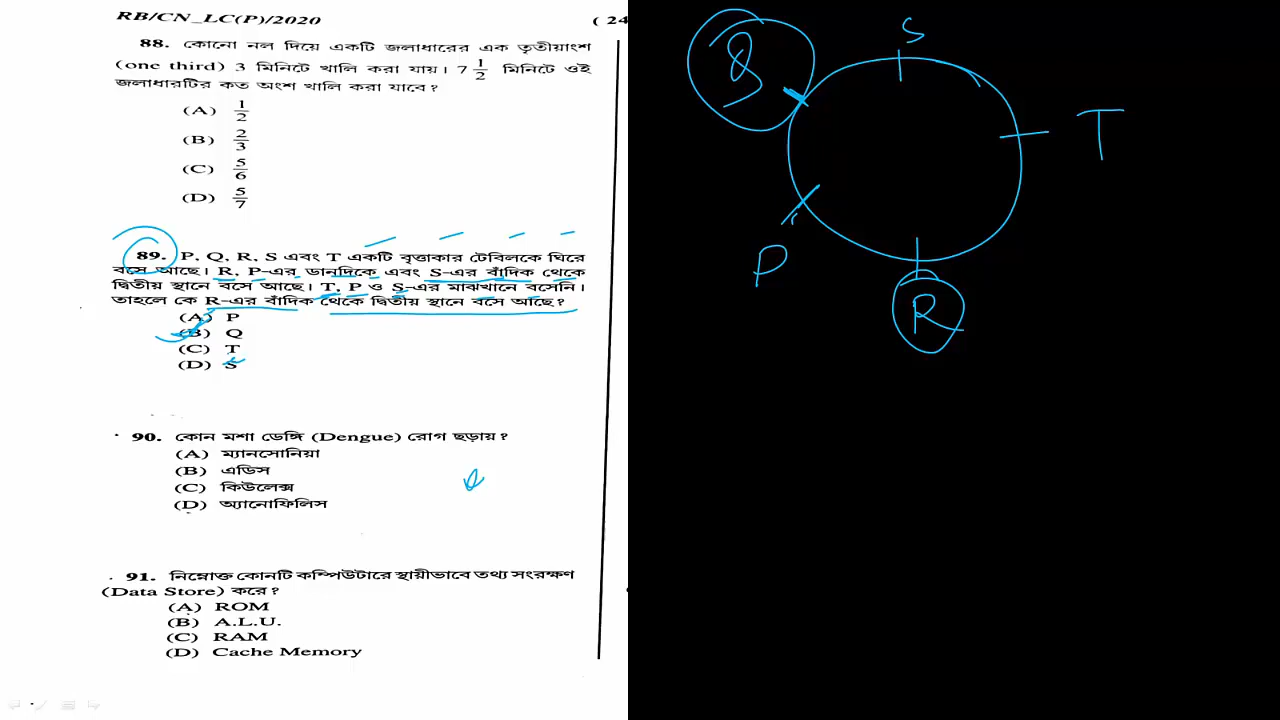 RB/CN_LC(P)/2020
( 24
88. কোনো নল দিয়ে একটি জলাধারের এক তৃতীয়াংশ
(one third) 3 মিনিটে খালি করা যায়। 7 1/2 মিনিটে ওই
জলাধারটির কত অংশ খালি করা যাবে?
(A) 1/2
(B) 2/3
(C) 5/6
(D) 5/7
89. P, Q, R, S এবং T একটি বৃত্তাকার টেবিলকে ঘিরে
বসে আছে। R, P-এর ডানদিকে এবং S-এর বাঁদিক থেকে
দ্বিতীয় স্থানে বসে আছে। T, P ও S-এর মাঝখানে বসেনি।
তাহলে কে R-এর বাঁদিক থেকে দ্বিতীয় স্থানে বসে আছে?
(A) P
(B) Q
(C) T
(D) S
90. কোন মশা ডেঙ্গি (Dengue) রোগ ছড়ায়?
(A) ম্যানসোনিয়া
(B) এডিস
(C) কিউলেক্স
(D) অ্যানোফিলিস
91. নিম্নোক্ত কোনটি কম্পিউটারে স্থায়ীভাবে তথ্য সংরক্ষণ
(Data Store) করে?
(A) ROM
(B) A.L.U.
(C) RAM
(D) Cache Memory
S
Q
T
P
R